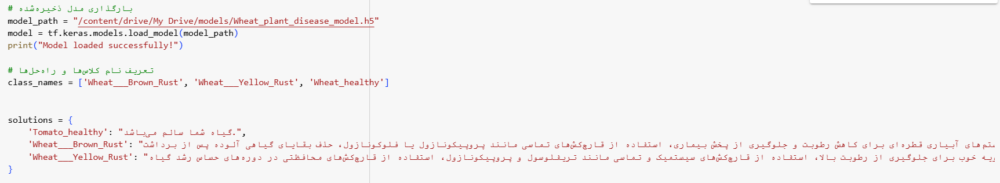 # بارگذاری مدل ذخیره‌شده
model_path = "/content/drive/My Drive/models/Wheat_plant_disease_model.h5"
model = tf.keras.models.load_model(model_path)
print("Model loaded successfully!")
# تعریف نام کلاس‌ها و راه‌حل‌ها
class_names = ['Wheat___Brown_Rust', 'Wheat___Yellow_Rust', 'Wheat_healthy']
solutions = {
'Tomato_healthy': "گیاه شما سالم می‌باشد.",
'Wheat___Brown_Rust': "های آبیاری قطره‌ای برای کاهش رطوبت و جلوگیری از پخش بیماری، استفاده از قارچ‌کش‌های تماسی مانند پروپیکونازول یا فلوکونازول، حذف بقایای گیاهی آلوده پس از برداشت
'Wheat___Yellow_Rust': "خوب برای جلوگیری از رطوبت بالا، استفاده از قارچ‌کش‌های سیستمیک و تماسی مانند تریفلوسول و پروپیکونازول، استفاده از قارچ‌کش‌های محافظتی در دوره‌های حساس رشد گیاه
}